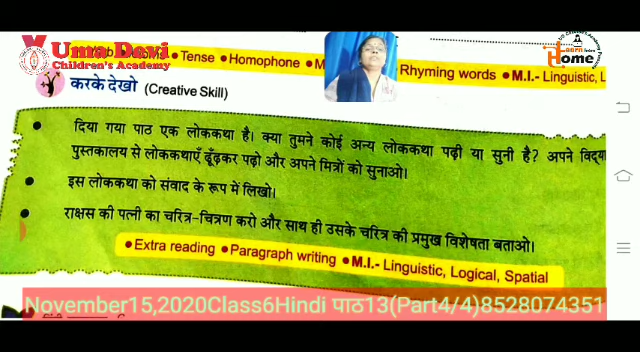 Uma Devi
Children's Academy
Learn
Home
• Tense • Homophone • M Rhyming words • M.I.- Linguistic, L
करके देखो (Creative Skill)
• दिया गया पाठ एक लोककथा है। क्या तुमने कोई अन्य लोककथा पढ़ी या सुनी है? अपने विद्या
पुस्तकालय से लोककथाएँ ढूँढ़कर पढ़ो और अपने मित्रों को सुनाओ।
• इस लोककथा को संवाद के रूप में लिखो।
• राक्षस की पत्नी का चरित्र-चित्रण करो और साथ ही उसके चरित्र की प्रमुख विशेषता बताओ।
• Extra reading • Paragraph writing • M.I.- Linguistic, Logical, Spatial
November15,2020Class6Hindi पाठ13(Part4/4)8528074351